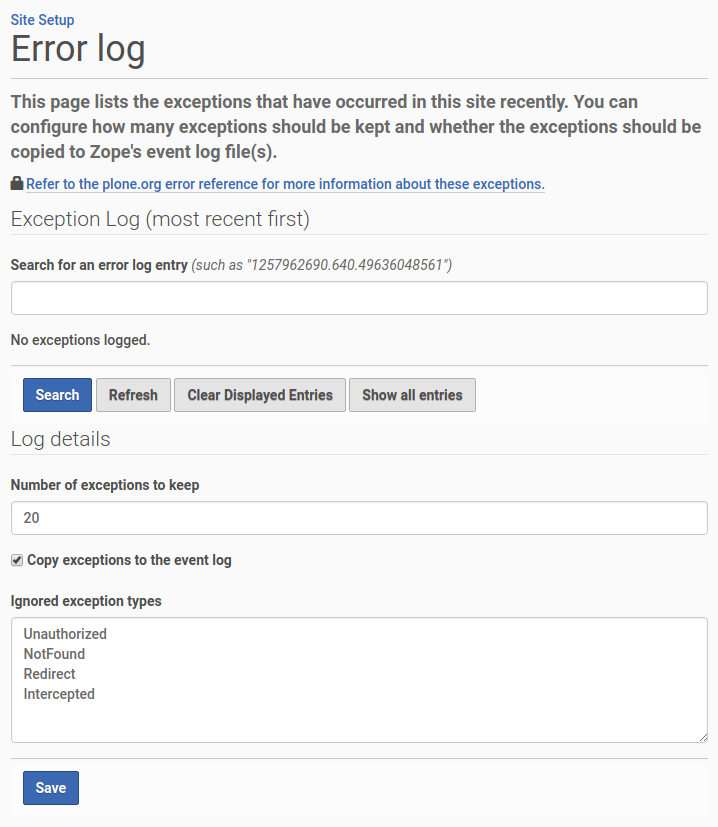 Site Setup
Error log
This page lists the exceptions that have occurred in this site recently. You can
configure how many exceptions should be kept and whether the exceptions should be
copied to Zope's event log file(s).
Refer to the plone.org error reference for more information about these exceptions.
Exception Log (most recent first)
Search for an error log entry (such as "1257962690.640.49636048561")
No exceptions logged.
Search Refresh Clear Displayed Entries Show all entries
Log details
Number of exceptions to keep
20
Copy exceptions to the event log
Ignored exception types
Unauthorized
NotFound
Redirect
Intercepted
Save